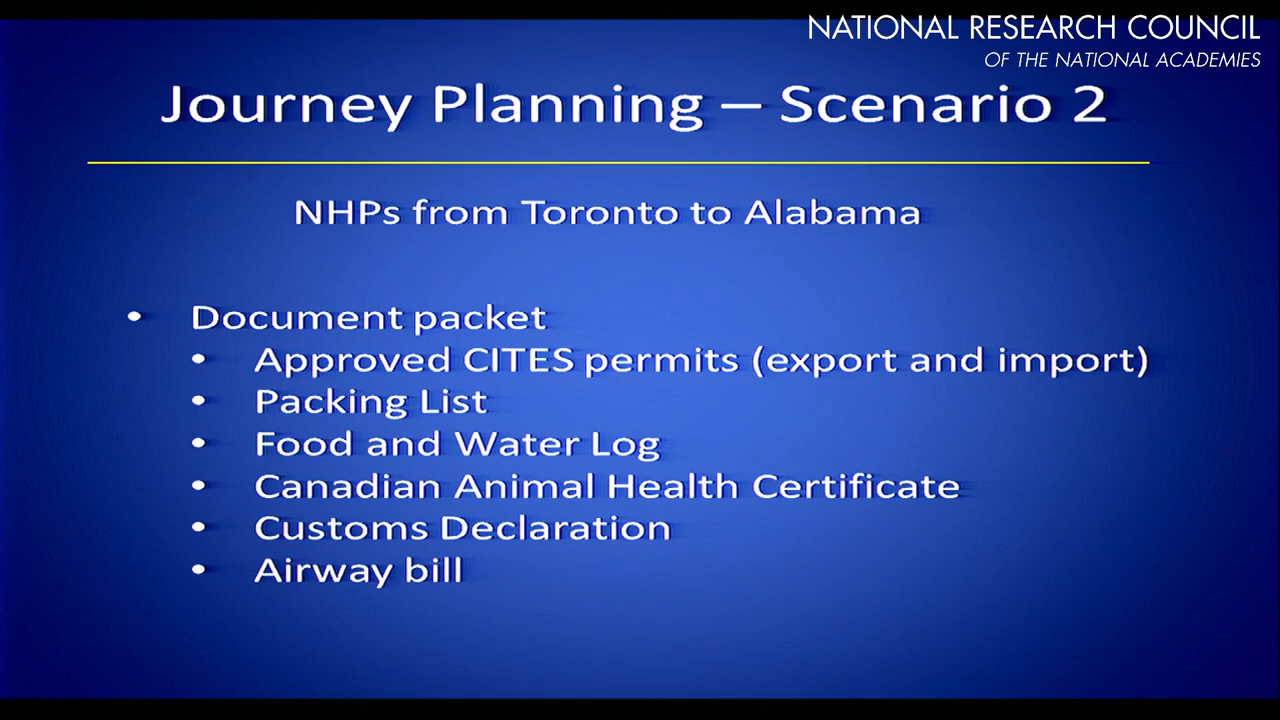 NATIONAL RESEARCH COUNCIL
OF THE NATIONAL ACADEMIES
Journey Planning – Scenario 2
NHPs from Toronto to Alabama
• Document packet
• Approved CITES permits (export and import)
• Packing List
• Food and Water Log
• Canadian Animal Health Certificate
• Customs Declaration
• Airway bill